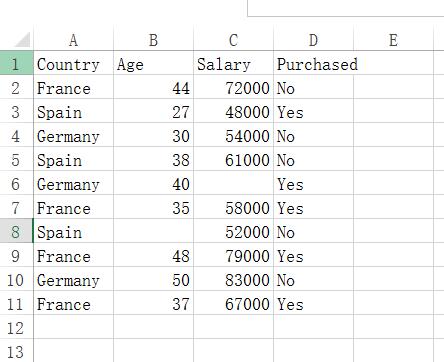 A B C D E
1 Country Age Salary Purchased
2 France 44 72000 No
3 Spain 27 48000 Yes
4 Germany 30 54000 No
5 Spain 38 61000 No
6 Germany 40 Yes
7 France 35 58000 Yes
8 Spain 52000 No
9 France 48 79000 Yes
10 Germany 50 83000 No
11 France 37 67000 Yes
12
13